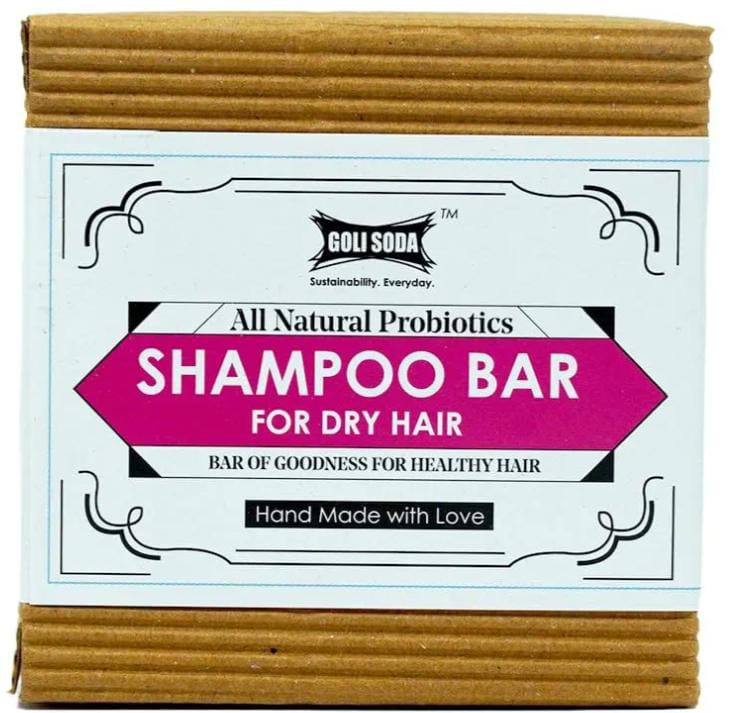 GOLI SODA TM
Sustainability. Everyday.
All Natural Probiotics
SHAMPOO BAR
FOR DRY HAIR
BAR OF GOODNESS FOR HEALTHY HAIR
Hand Made with Love